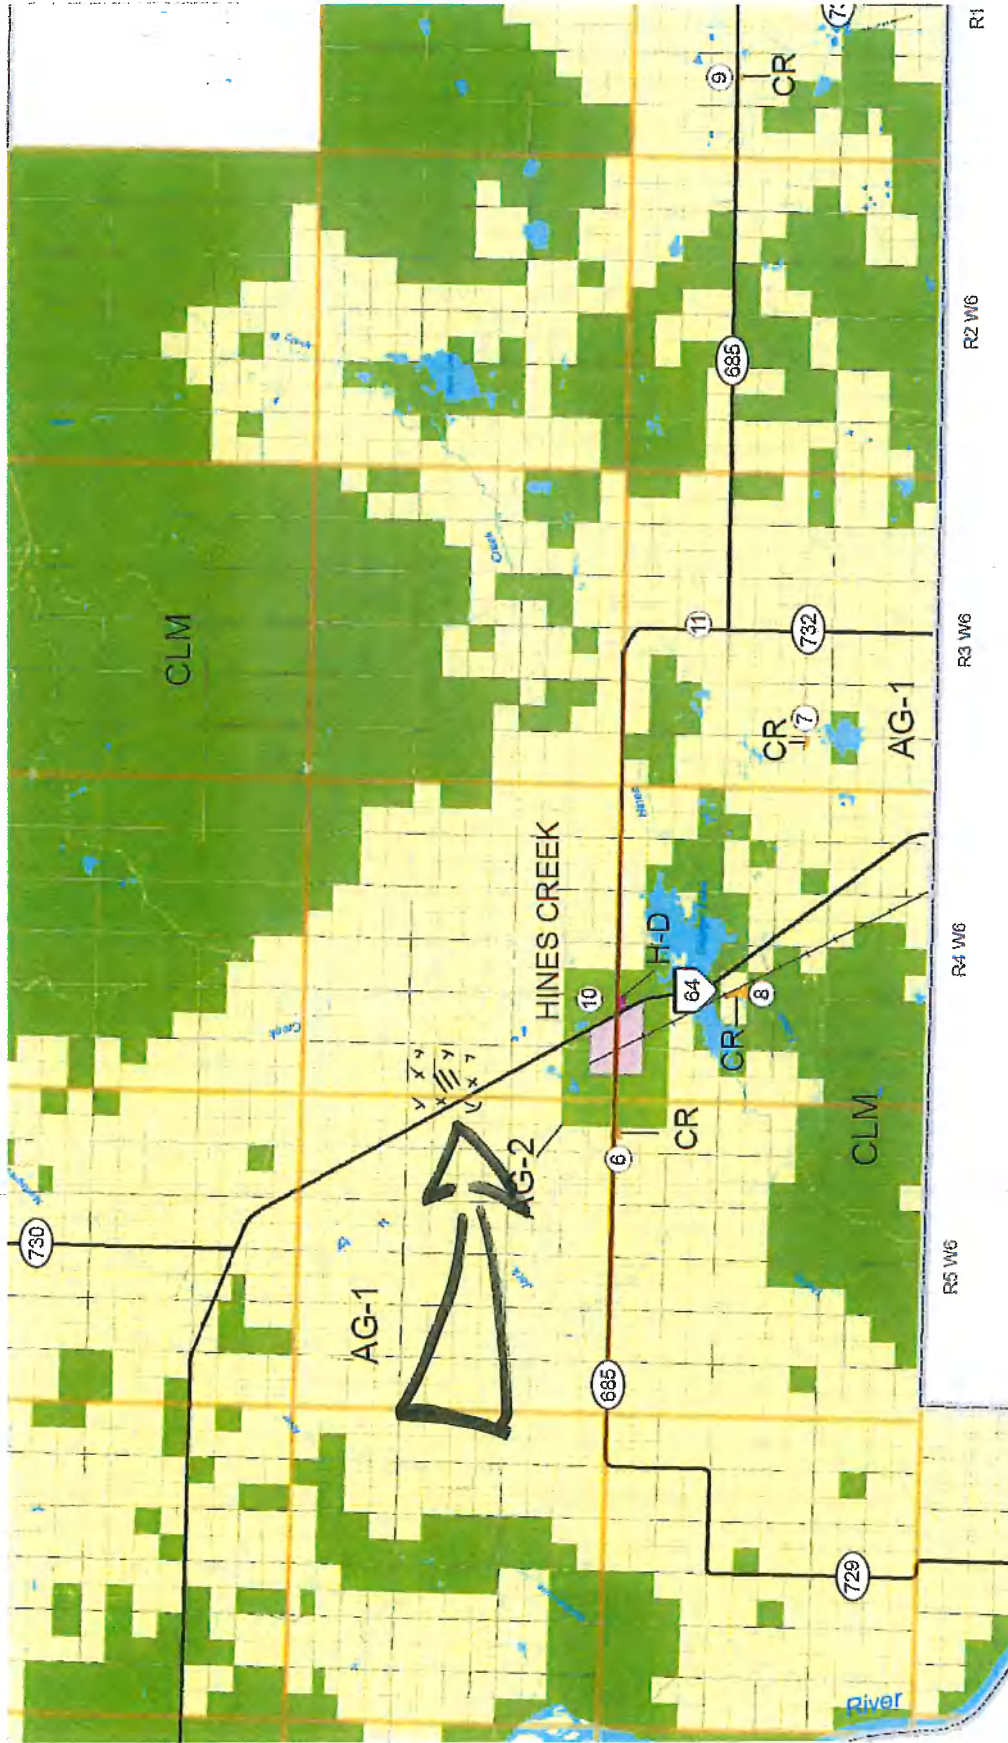 730
CLM
Creek
AG-1
Jack
HINES CREEK
AG-2
10
H-D
64
8
CR
6
CR
CLM
685
729
River
Hines
Creek
11
732
CR
7
AG-1
685
9
CR
73
R1
R2 W6
R3 W6
R4 W6
R5 W6